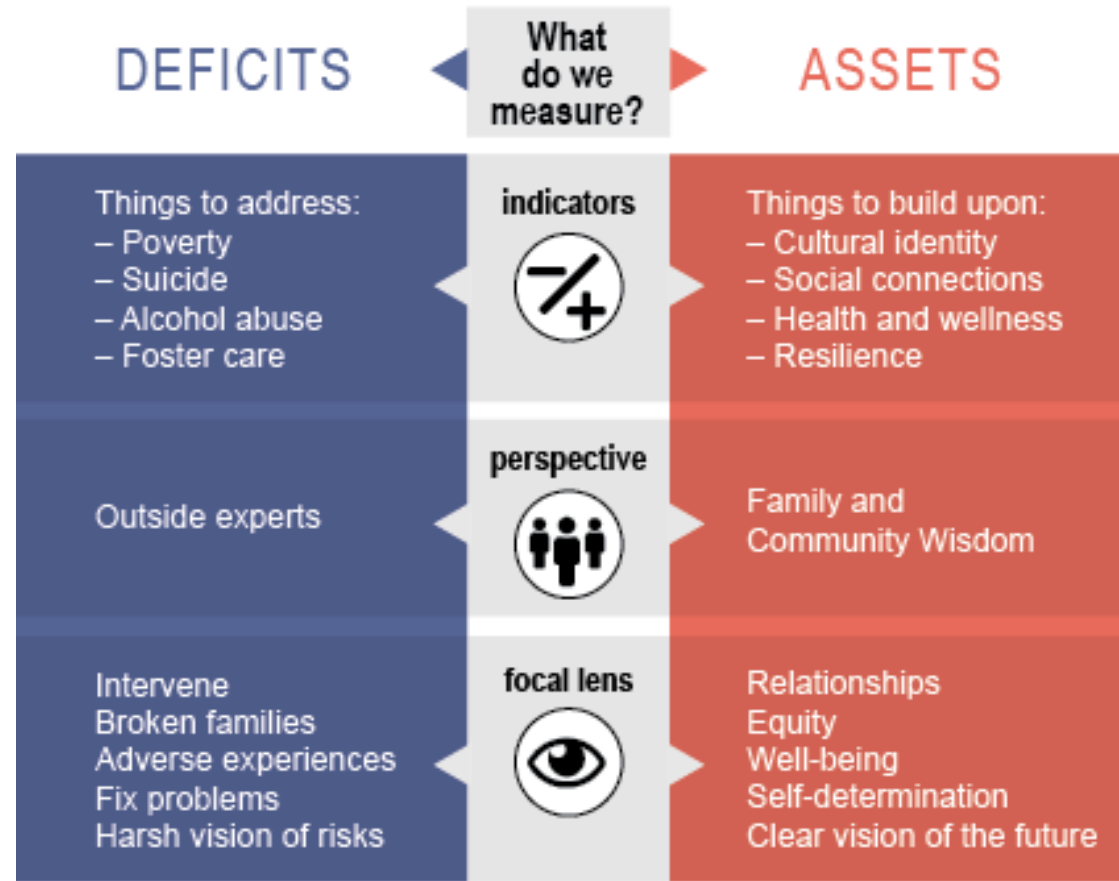 DEFICITS
What
do we
measure?
ASSETS
Things to address:
– Poverty
– Suicide
– Alcohol abuse
– Foster care
indicators
Things to build upon:
– Cultural identity
– Social connections
– Health and wellness
– Resilience
Outside experts
perspective
Family and
Community Wisdom
Intervene
Broken families
Adverse experiences
Fix problems
Harsh vision of risks
focal lens
Relationships
Equity
Well-being
Self-determination
Clear vision of the future